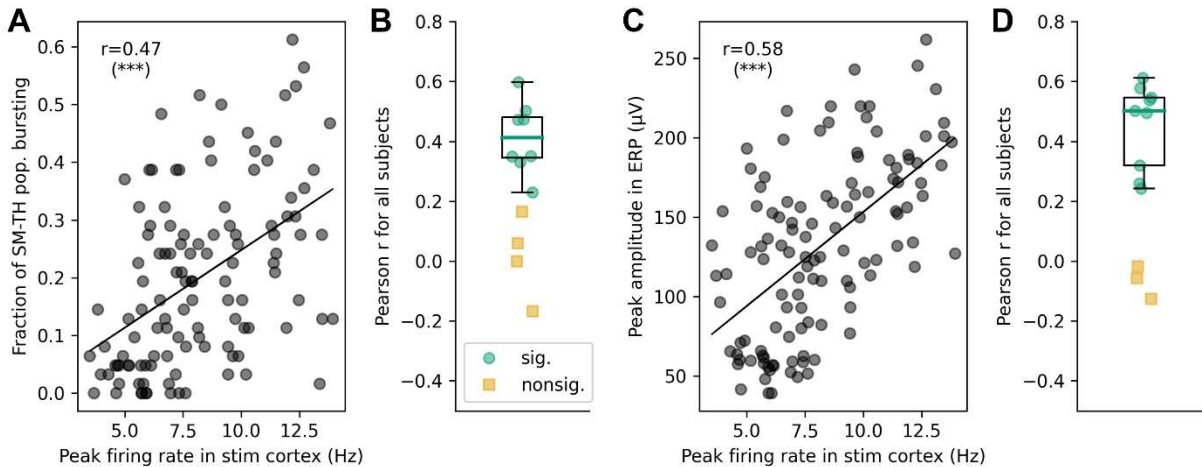 A
Fraction of SM-TH pop. bursting
0.6
0.5
0.4
0.3
0.2
0.1
0.0
r=0.47
(***)
5.0 7.5 10.0 12.5
Peak firing rate in stim cortex (Hz)
B
Pearson r for all subjects
0.8
0.6
0.4
0.2
0.0
−0.2
−0.4
sig.
nonsig.
C
Peak amplitude in ERP (µV)
250
200
150
100
50
r=0.58
(***)
5.0 7.5 10.0 12.5
Peak firing rate in stim cortex (Hz)
D
Pearson r for all subjects
0.8
0.6
0.4
0.2
0.0
−0.2
−0.4